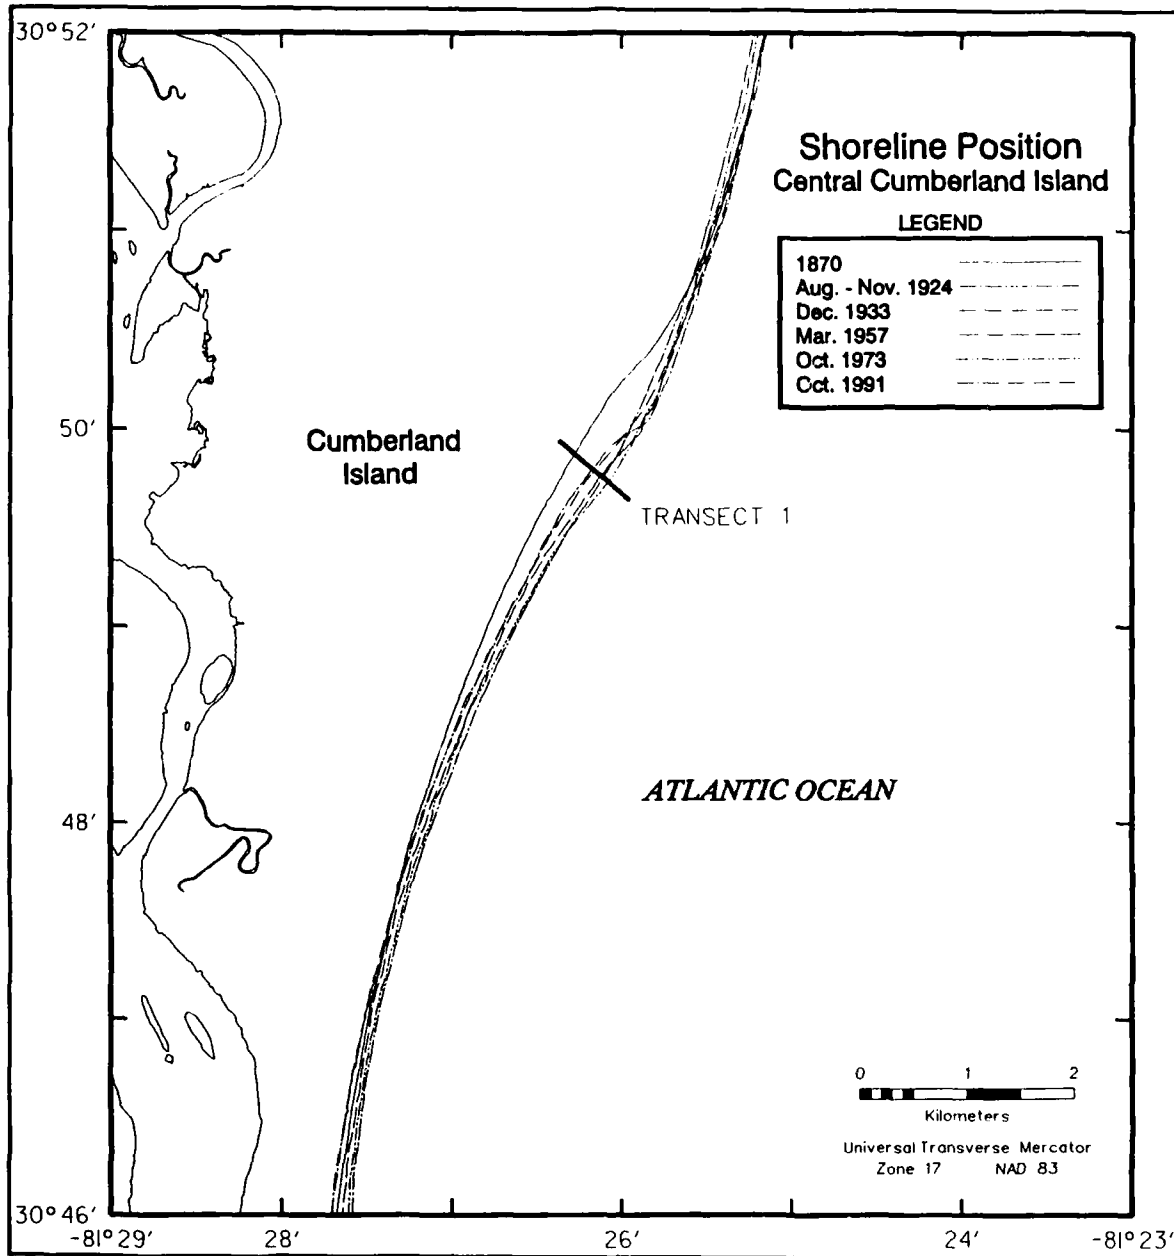 30°52'
Shoreline Position
Central Cumberland Island
LEGEND
1870
Aug. - Nov. 1924
Dec. 1933
Mar. 1957
Oct. 1973
Cct. 1991
50'
Cumberland
Island
TRANSECT 1
ATLANTIC OCEAN
48'
0 1 2
Kilometers
Universal Transverse Mercator
Zone 17 NAD 83
30°46'
-81°29' 28' 26' 24' -81°23'